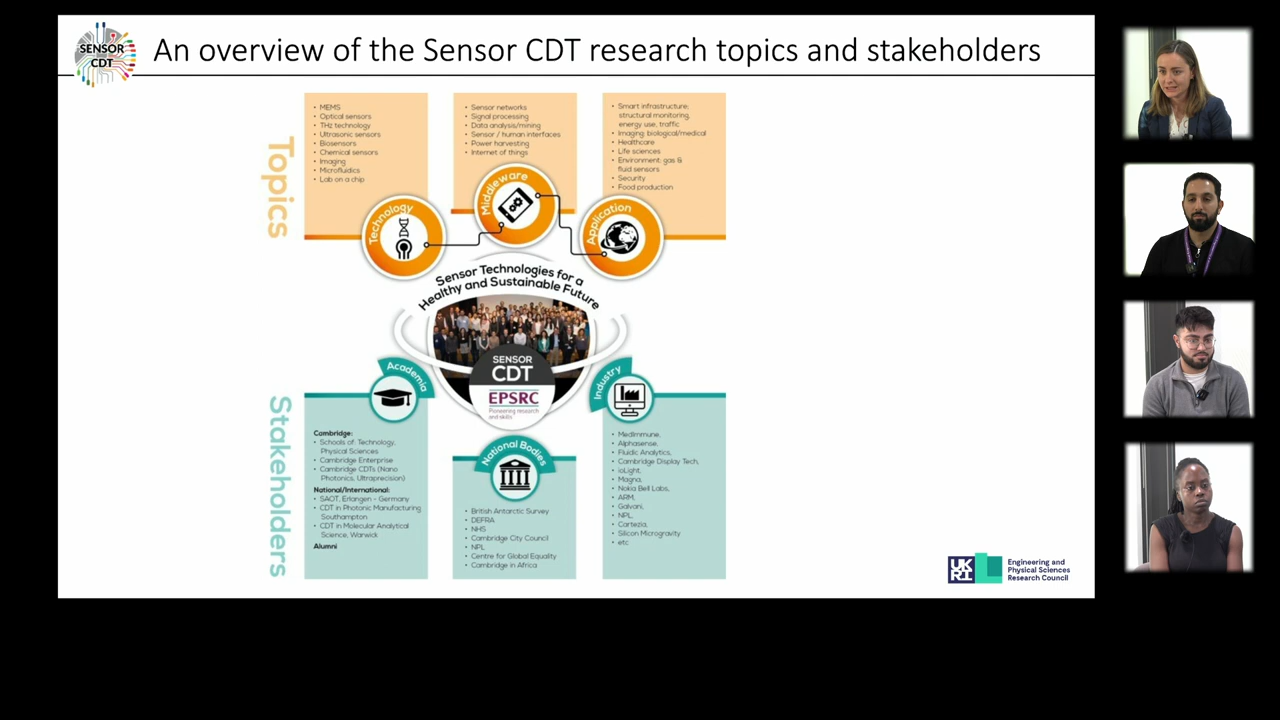 SENSOR
CDT
An overview of the Sensor CDT research topics and stakeholders
Topics
• MEMS
• Optical sensors
• THz technology
• Ultrasonic sensors
• Biosensors
• Chemical sensors
• Imaging
• Microfluidics
• Lab on a chip
Technology
• Sensor networks
• Signal processing
• Data analysis/mining
• Sensor / human interfaces
• Power harvesting
• Internet of things
Middleware
• Smart infrastructure:
structural monitoring,
energy use, traffic
• Imaging: biological/medical
• Healthcare
• Life sciences
• Environment: gas &
fluid sensors
• Security
• Food production
Application
Sensor Technologies for a
Healthy and Sustainable Future
SENSOR
CDT
EPSRC
Pioneering research
and skills
Stakeholders
Academia
Cambridge:
• Schools of: Technology,
Physical Sciences
• Cambridge Enterprise
• Cambridge CDTs (Nano
Photonics, Ultraprecision)
National/International:
• SAOT, Erlangen - Germany
• CDT in Photonic Manufacturing
Southampton
• CDT in Molecular Analytical
Science, Warwick
Alumni
National Bodies
• British Antarctic Survey
• DEFRA
• NHS
• Cambridge City Council
• NPL
• Centre for Global Equality
• Cambridge in Africa
Industry
• MedImmune,
• Alphasense,
• Fluidic Analytics,
• Cambridge Display Tech,
• ioLight,
• Magna,
• Nokia Bell Labs,
• ARM,
• Galvani,
• NPL,
• Cartezia,
• Silicon Microgravity
• etc
UKRI
Engineering and
Physical Sciences
Research Council